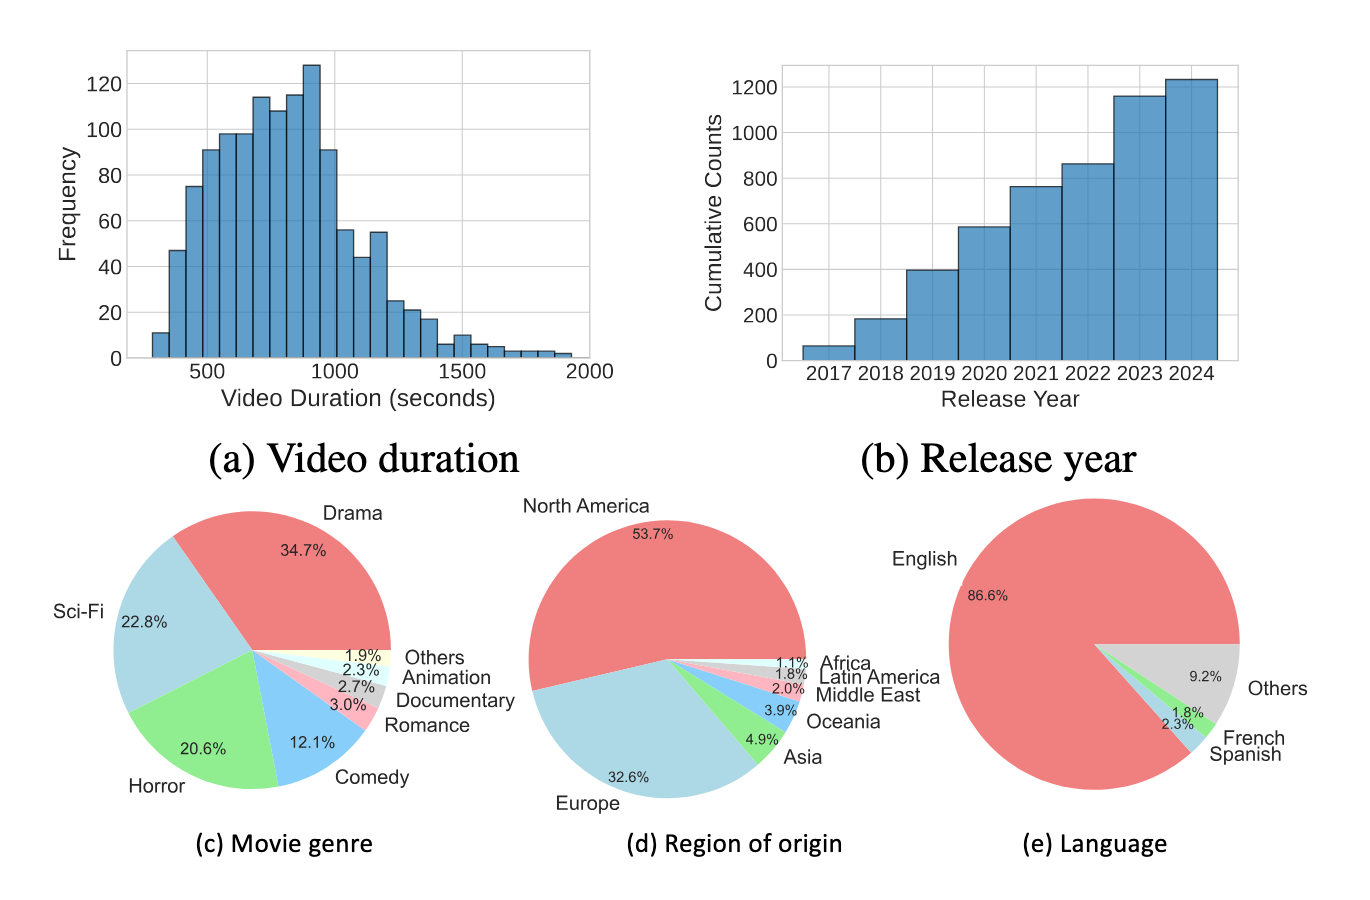 120
100
80
60
40
20
0
Frequency
500 1000 1500 2000
Video Duration (seconds)
(a) Video duration
1200
1000
800
600
400
200
0
Cumulative Counts
2017 2018 2019 2020 2021 2022 2023 2024
Release Year
(b) Release year
Drama
34.7%
Sci-Fi
22.8%
Horror
20.6%
Comedy
12.1%
Romance
3.0%
Documentary
2.7%
Animation
2.3%
Others
1.9%
(c) Movie genre
North America
53.7%
Europe
32.6%
Asia
4.9%
Oceania
3.9%
Middle East
2.0%
Latin America
1.8%
Africa
1.1%
(d) Region of origin
English
86.6%
Spanish
2.3%
French
1.8%
Others
9.2%
(e) Language